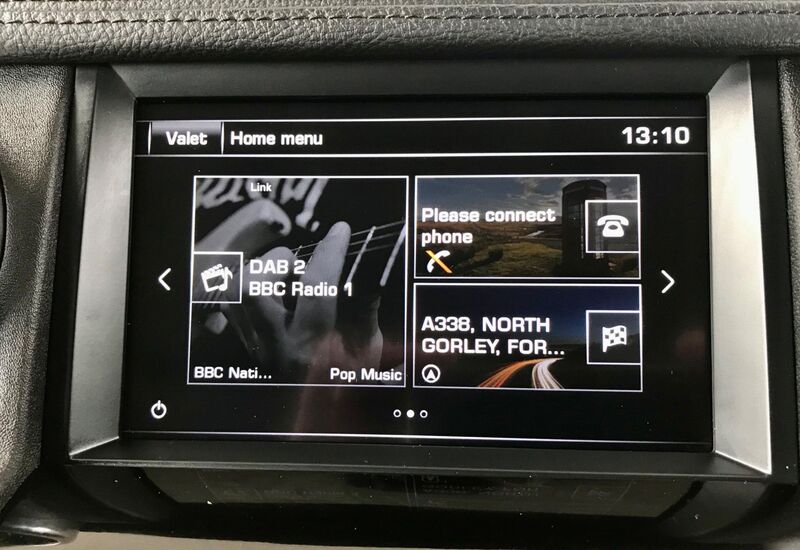 Valet
Home menu
13:10
Link
DAB 2
BBC Radio 1
BBC Nati...
Pop Music
Please connect
phone
A338, NORTH
GORLEY, FOR...